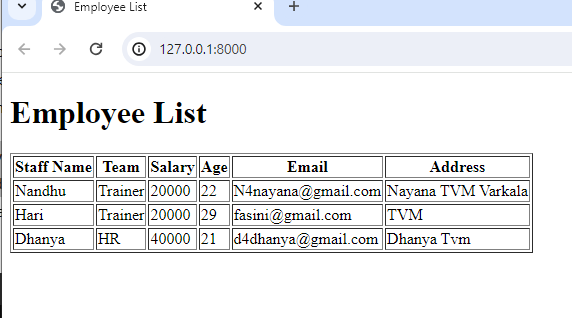 Employee List
127.0.0.1:8000
Employee List
Staff Name Team Salary Age Email Address
Nandhu Trainer 20000 22 N4nayana@gmail.com Nayana TVM Varkala
Hari Trainer 20000 29 fasini@gmail.com TVM
Dhanya HR 40000 21 d4dhanya@gmail.com Dhanya Tvm